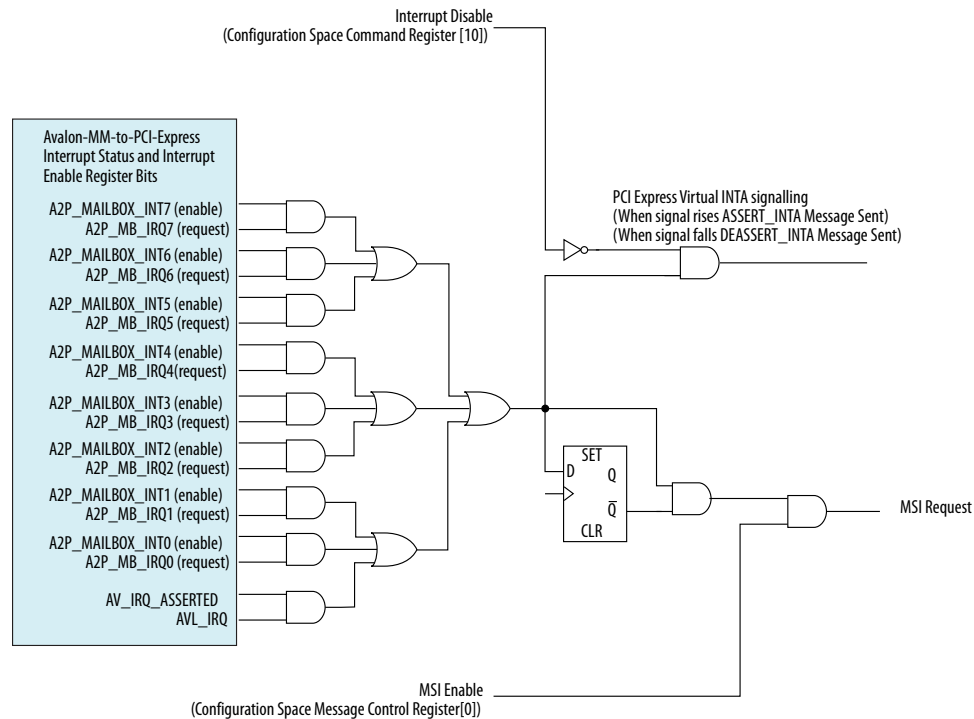 Interrupt Disable
(Configuration Space Command Register [10])
Avalon-MM-to-PCI-Express
Interrupt Status and Interrupt
Enable Register Bits
A2P_MAILBOX_INT7 (enable)
A2P_MB_IRQ7 (request)
A2P_MAILBOX_INT6 (enable)
A2P_MB_IRQ6 (request)
A2P_MAILBOX_INT5 (enable)
A2P_MB_IRQ5 (request)
A2P_MAILBOX_INT4 (enable)
A2P_MB_IRQ4(request)
A2P_MAILBOX_INT3 (enable)
A2P_MB_IRQ3 (request)
A2P_MAILBOX_INT2 (enable)
A2P_MB_IRQ2 (request)
A2P_MAILBOX_INT1 (enable)
A2P_MB_IRQ1 (request)
A2P_MAILBOX_INT0 (enable)
A2P_MB_IRQ0 (request)
AV_IRQ_ASSERTED
AVL_IRQ
PCI Express Virtual INTA signalling
(When signal rises ASSERT_INTA Message Sent)
(When signal falls DEASSERT_INTA Message Sent)
SET
D Q
Q̅
CLR
MSI Request
MSI Enable
(Configuration Space Message Control Register[0])